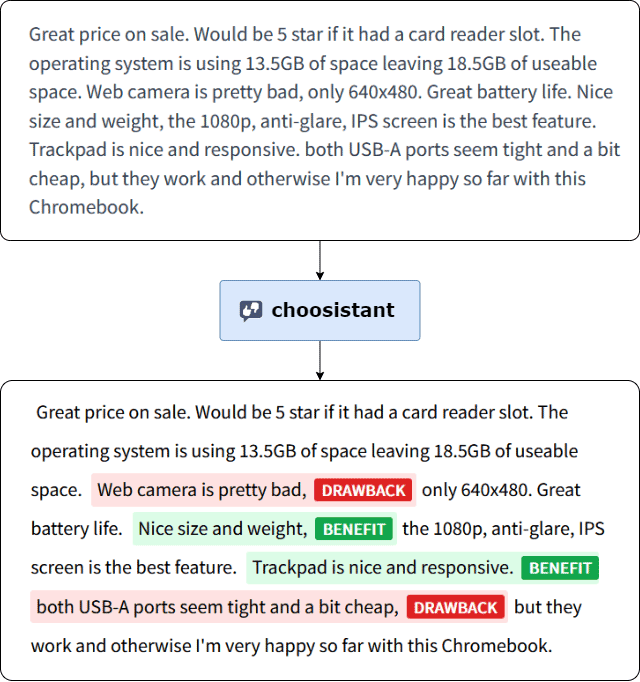 Great price on sale. Would be 5 star if it had a card reader slot. The
operating system is using 13.5GB of space leaving 18.5GB of useable
space. Web camera is pretty bad, only 640x480. Great battery life. Nice
size and weight, the 1080p, anti-glare, IPS screen is the best feature.
Trackpad is nice and responsive. both USB-A ports seem tight and a bit
cheap, but they work and otherwise I'm very happy so far with this
Chromebook.
choosistant
Great price on sale. Would be 5 star if it had a card reader slot. The
operating system is using 13.5GB of space leaving 18.5GB of useable
space. Web camera is pretty bad, DRAWBACK only 640x480. Great
battery life. Nice size and weight, BENEFIT the 1080p, anti-glare, IPS
screen is the best feature. Trackpad is nice and responsive. BENEFIT
both USB-A ports seem tight and a bit cheap, DRAWBACK but they
work and otherwise I'm very happy so far with this Chromebook.